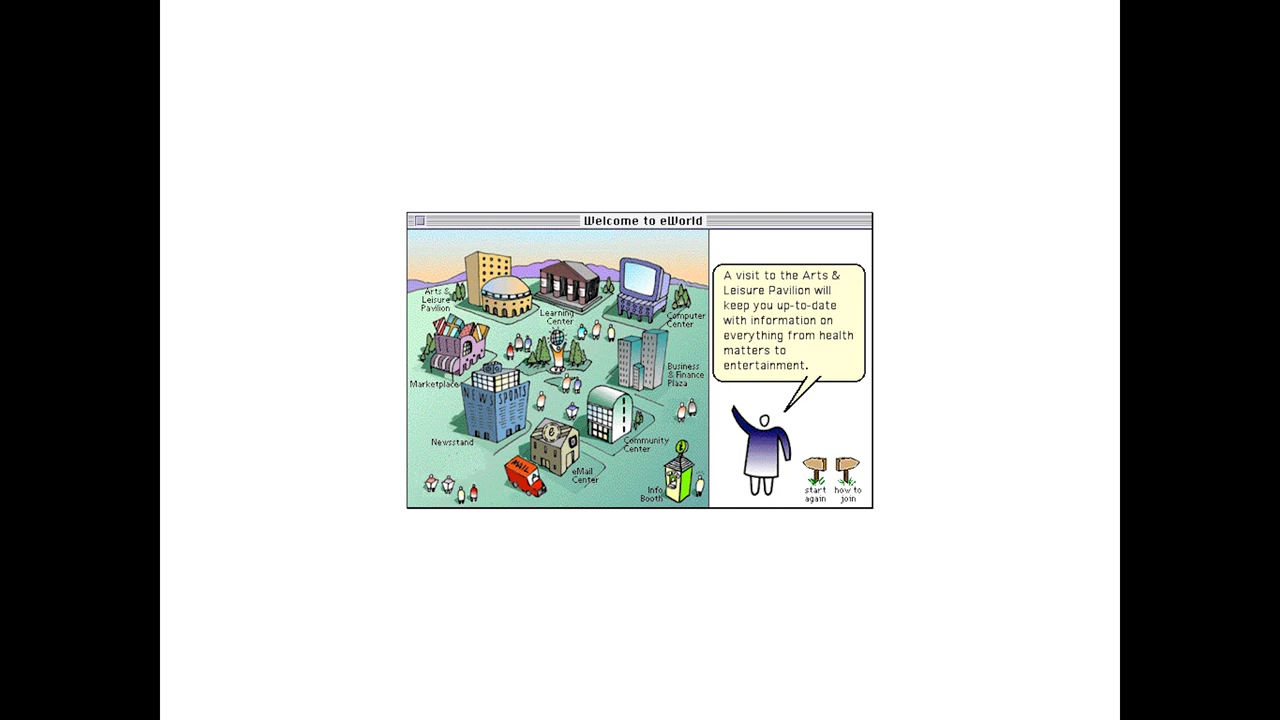 Welcome to eWorld
Arts &
Leisure
Pavilion
Learning
Center
Computer
Center
Marketplace
Business
& Finance
Plaza
NEWS SPORTS
Newsstand
Community
Center
MAIL
eMail
Center
Info
Booth
A visit to the Arts &
Leisure Pavilion will
keep you up-to-date
with information on
everything from health
matters to
entertainment.
start
again
how to
join